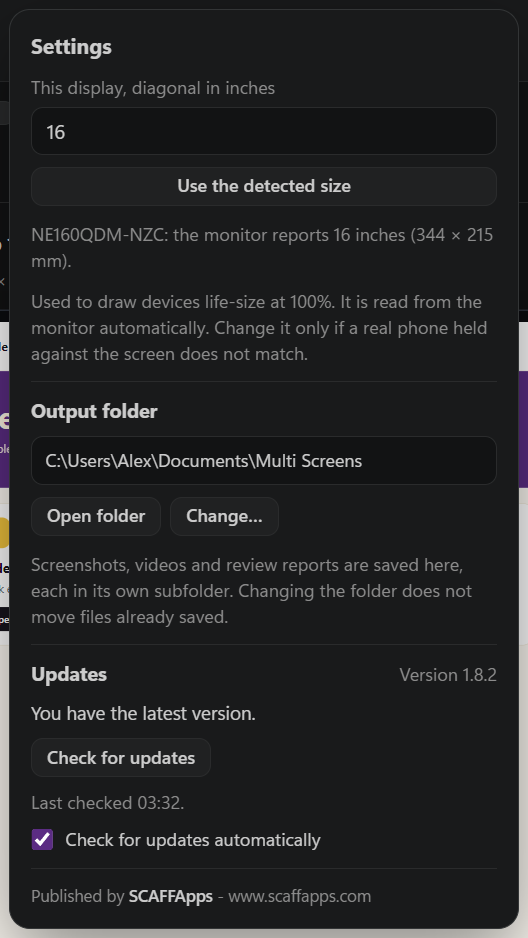 Settings
This display, diagonal in inches
16
Use the detected size
NE160QDM-NZC: the monitor reports 16 inches (344 × 215
mm).
Used to draw devices life-size at 100%. It is read from the
monitor automatically. Change it only if a real phone held
against the screen does not match.
Output folder
C:\Users\Alex\Documents\Multi Screens
Open folder
Change...
Screenshots, videos and review reports are saved here,
each in its own subfolder. Changing the folder does not
move files already saved.
Updates
Version 1.8.2
You have the latest version.
Check for updates
Last checked 03:32.
Check for updates automatically
Published by SCAFFApps - www.scaffapps.com